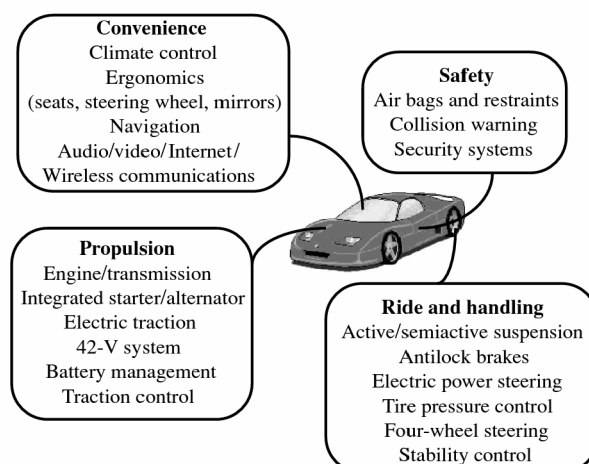 Convenience
Climate control
Ergonomics
(seats, steering wheel, mirrors)
Navigation
Audio/video/Internet/
Wireless communications
Safety
Air bags and restraints
Collision warning
Security systems
Propulsion
Engine/transmission
Integrated starter/alternator
Electric traction
42-V system
Battery management
Traction control
Ride and handling
Active/semiactive suspension
Antilock brakes
Electric power steering
Tire pressure control
Four-wheel steering
Stability control